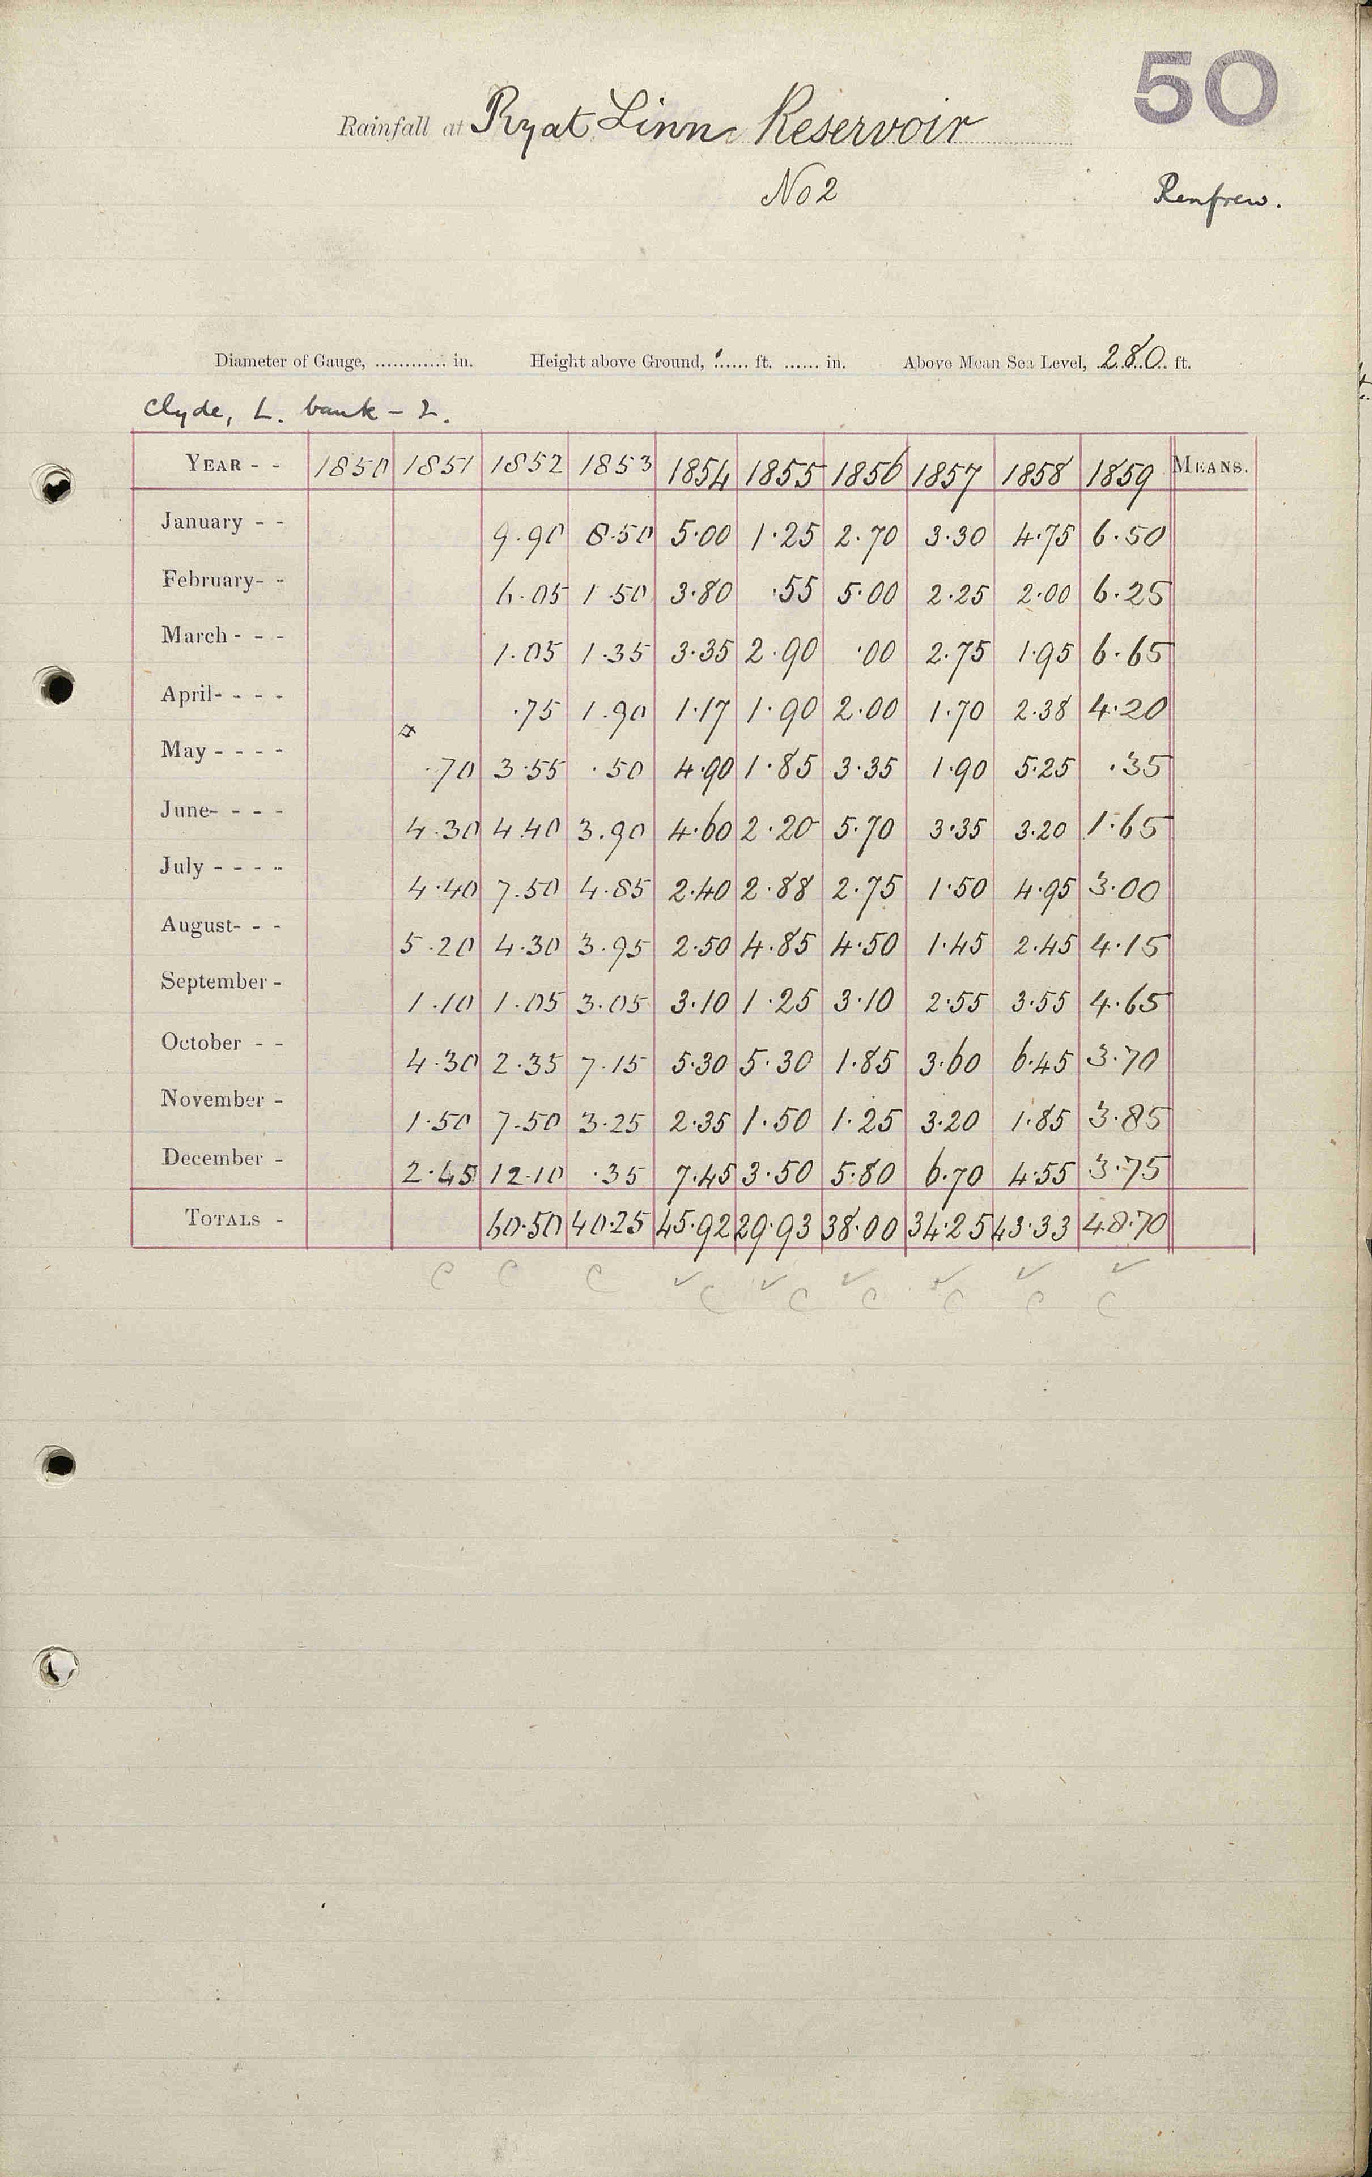 50
Rainfall at Ryat Linn Reservoir
No 2
Renfrew.
Diameter of Gauge, ............ in. Height above Ground, ...... ft. ...... in. Above Mean Sea Level, 280 ft.
Clyde, L. bank - 2.
YEAR - - 1850 1851 1852 1853 1854 1855 1856 1857 1858 1859 MEANS.
January - - 9.90 8.50 5.00 1.25 2.70 3.30 4.75 6.50
February- - 6.05 1.50 3.80 .55 5.00 2.25 2.00 6.25
March - - - 1.05 1.35 3.35 2.90 .00 2.75 1.95 6.65
April- - - - .75 1.90 1.17 1.90 2.00 1.70 2.38 4.20
May - - - - .70 3.55 .50 4.90 1.85 3.35 1.90 5.25 .35
June- - - - 4.30 4.40 3.90 4.60 2.20 5.70 3.35 3.20 1.65
July - - - - 4.40 7.50 4.85 2.40 2.88 2.75 1.50 4.95 3.00
August- - - 5.20 4.30 3.95 2.50 4.85 4.50 1.45 2.45 4.15
September - 1.10 1.05 3.05 3.10 1.25 3.10 2.55 3.55 4.65
October - - 4.30 2.35 7.15 5.30 5.30 1.85 3.60 6.45 3.70
November - 1.50 7.50 3.25 2.35 1.50 1.25 3.20 1.85 3.85
December - 2.45 12.10 .35 7.45 3.50 5.80 6.70 4.55 3.75
TOTALS - 60.50 40.25 45.92 29.93 38.00 34.25 43.33 48.70
C C C ✓ C ✓ C ✓ C ✓ C ✓ C ✓ C